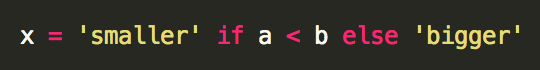 x = 'smaller' if a < b else 'bigger'